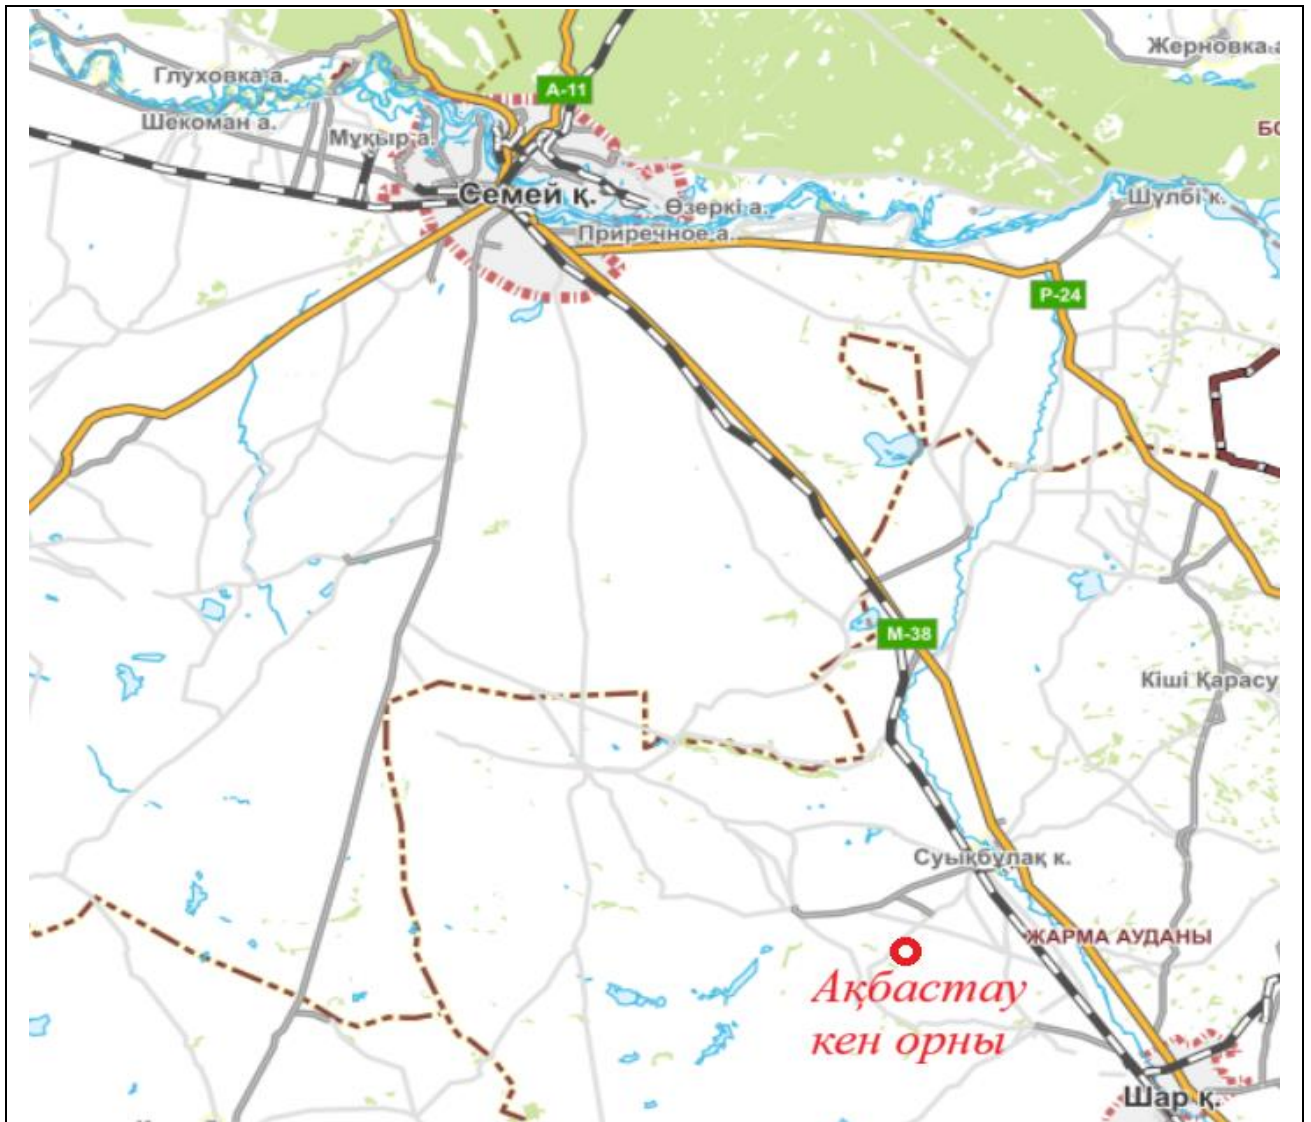 Жерновка а
Глуховка а.
А-11
Шекоман а.
БО
Мұқыр а.
Семей қ.
Өзеркі а.
Шүлбі к.
Приречное а.
Р-24
М-38
Кіші Қарасу
Суықбұлақ к.
ЖАРМА АУДАНЫ
Ақбастау
кен орны
Шар қ.